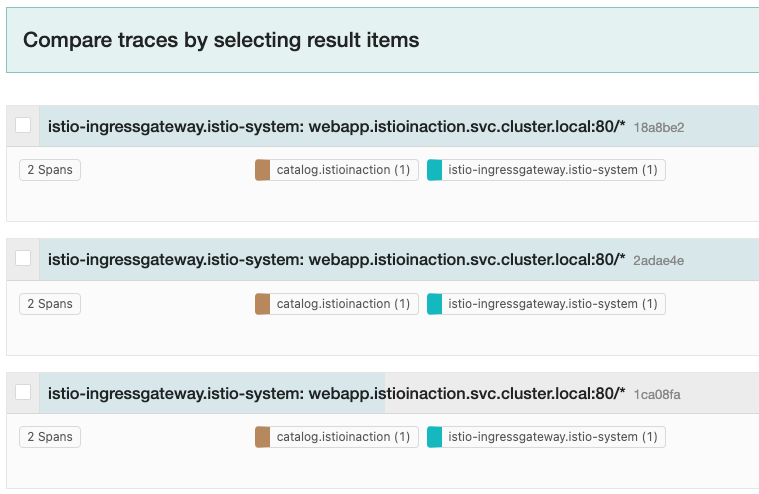 Compare traces by selecting result items
istio-ingressgateway.istio-system: webapp.istioinaction.svc.cluster.local:80/* 18a8be2
2 Spans catalog.istioinaction (1) istio-ingressgateway.istio-system (1)
istio-ingressgateway.istio-system: webapp.istioinaction.svc.cluster.local:80/* 2adae4e
2 Spans catalog.istioinaction (1) istio-ingressgateway.istio-system (1)
istio-ingressgateway.istio-system: webapp.istioinaction.svc.cluster.local:80/* 1ca08fa
2 Spans catalog.istioinaction (1) istio-ingressgateway.istio-system (1)